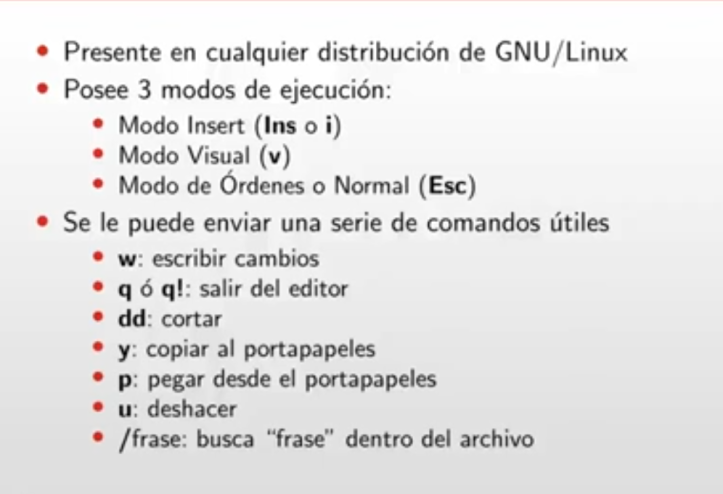 Presente en cualquier distribución de GNU/Linux
Posee 3 modos de ejecución:
Modo Insert (Ins o i)
Modo Visual (v)
Modo de Órdenes o Normal (Esc)
Se le puede enviar una serie de comandos útiles
w: escribir cambios
q ó q!: salir del editor
dd: cortar
y: copiar al portapapeles
p: pegar desde el portapapeles
u: deshacer
/frase: busca “frase” dentro del archivo